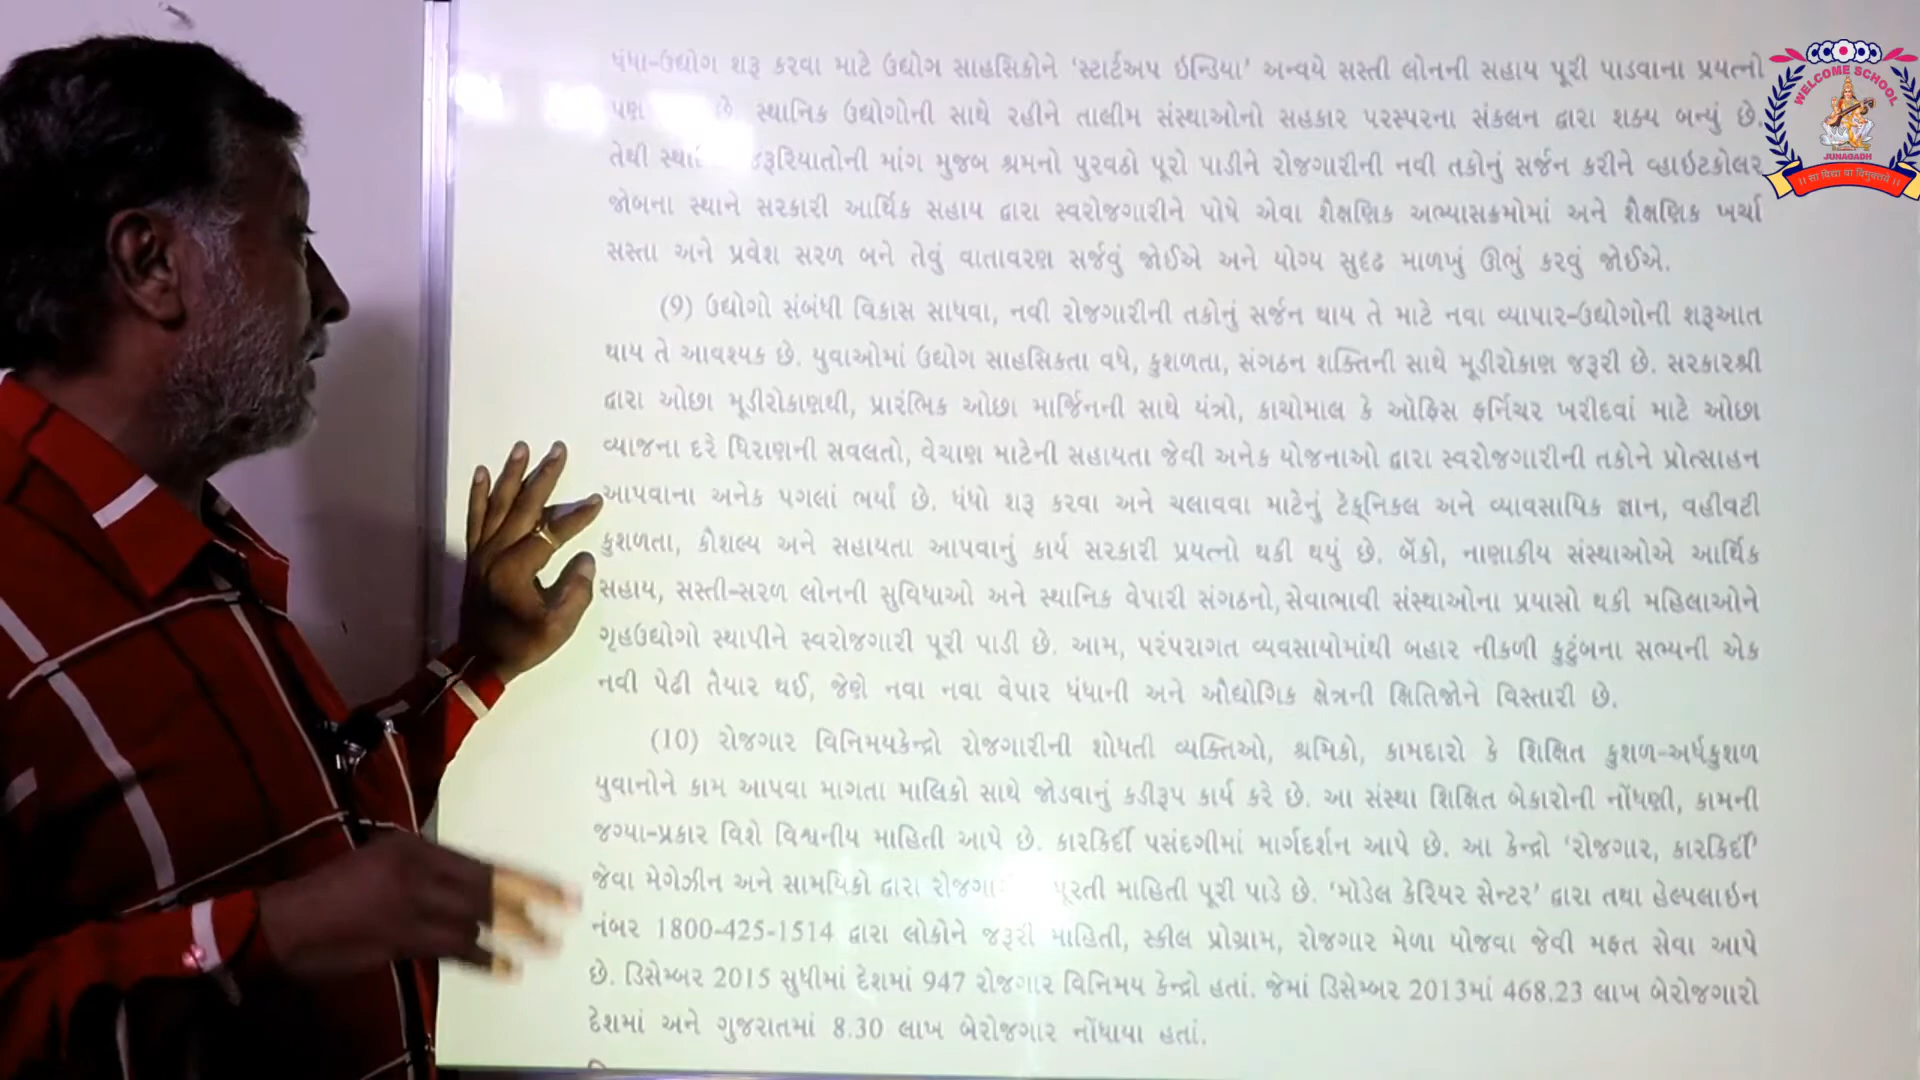 ધંધા-ઉદ્યોગ શરૂ કરવા માટે ઉદ્યોગ સાહસિકોને ‘સ્ટાર્ટઅપ ઇન્ડિયા’ અન્વયે સસ્તી લોનની સહાય પૂરી પાડવાના પ્રયત્નો
પણ છે. સ્થાનિક ઉદ્યોગોની સાથે રહીને તાલીમ સંસ્થાઓનો સહકાર પરસ્પરના સંકલન દ્વારા શક્ય બન્યું છે.
તેથી જરૂરિયાતોની માંગ મુજબ શ્રમનો પુરવઠો પૂરો પાડીને રોજગારીની નવી તકોનું સર્જન કરીને વ્હાઇટકોલર
જોબના સ્થાને સરકારી આર્થિક સહાય દ્વારા સ્વરોજગારીને પોષે એવા શૈક્ષણિક અભ્યાસક્રમોમાં અને શૈક્ષણિક ખર્ચા
સસ્તા અને પ્રવેશ સરળ બને તેવું વાતાવરણ સર્જવું જોઈએ અને યોગ્ય સુદૃઢ માળખું ઊભું કરવું જોઈએ.
(9) ઉદ્યોગો સંબંધી વિકાસ સાધવા, નવી રોજગારીની તકોનું સર્જન થાય તે માટે નવા વ્યાપાર-ઉદ્યોગોની શરૂઆત
થાય તે આવશ્યક છે. યુવાઓમાં ઉદ્યોગ સાહસિકતા વધે, કુશળતા, સંગઠન શક્તિની સાથે મૂડીરોકાણ જરૂરી છે. સરકારશ્રી
દ્વારા ઓછા મૂડીરોકાણથી, પ્રારંભિક ઓછા માર્જિનની સાથે યંત્રો, કાચોમાલ કે ઑફિસ ફર્નિચર ખરીદવાં માટે ઓછા
વ્યાજના દરે ધિરાણની સવલતો, વેચાણ માટેની સહાયતા જેવી અનેક યોજનાઓ દ્વારા સ્વરોજગારીની તકોને પ્રોત્સાહન
આપવાના અનેક પગલાં ભર્યાં છે. ધંધો શરૂ કરવા અને ચલાવવા માટેનું ટેક્નિકલ અને વ્યાવસાયિક જ્ઞાન, વહીવટી
કુશળતા, કૌશલ્ય અને સહાયતા આપવાનું કાર્ય સરકારી પ્રયત્નો થકી થયું છે. બૅંકો, નાણાકીય સંસ્થાઓએ આર્થિક
સહાય, સસ્તી-સરળ લોનની સુવિધાઓ અને સ્થાનિક વેપારી સંગઠનો, સેવાભાવી સંસ્થાઓના પ્રયાસો થકી મહિલાઓને
ગૃહઉદ્યોગો સ્થાપીને સ્વરોજગારી પૂરી પાડી છે. આમ, પરંપરાગત વ્યવસાયોમાંથી બહાર નીકળી કુટુંબના સભ્યની એક
નવી પેઢી તૈયાર થઈ, જેણે નવા નવા વેપાર ધંધાની અને ઔદ્યોગિક ક્ષેત્રની ક્ષિતિજોને વિસ્તારી છે.
(10) રોજગાર વિનિમયકેન્દ્રો રોજગારીની શોધતી વ્યક્તિઓ, શ્રમિકો, કામદારો કે શિક્ષિત કુશળ-અર્ધકુશળ
યુવાનોને કામ આપવા માગતા માલિકો સાથે જોડવાનું કડીરૂપ કાર્ય કરે છે. આ સંસ્થા શિક્ષિત બેકારોની નોંધણી, કામની
જગ્યા-પ્રકાર વિશે વિશ્વનીય માહિતી આપે છે. કારકિર્દી પસંદગીમાં માર્ગદર્શન આપે છે. આ કેન્દ્રો ‘રોજગાર, કારકિર્દી’
જેવા મેગેઝીન અને સામયિકો દ્વારા પૂરતી માહિતી પૂરી પાડે છે. ‘મૉડેલ કેરિયર સેન્ટર’ દ્વારા તથા હેલ્પલાઇન
નંબર 1800-425-1514 દ્વારા લોકોને જરૂરી માહિતી, સ્કીલ પ્રોગ્રામ, રોજગાર મેળા યોજવા જેવી મફત સેવા આપે
છે. ડિસેમ્બર 2015 સુધીમાં દેશમાં 947 રોજગાર વિનિમય કેન્દ્રો હતાં. જેમાં ડિસેમ્બર 2013માં 468.23 લાખ બેરોજગારો
દેશમાં અને ગુજરાતમાં 8.30 લાખ બેરોજગાર નોંધાયા હતાં.
WELCOME SCHOOL
JUNAGADH
॥ सा विद्या या विमुक्तये ॥